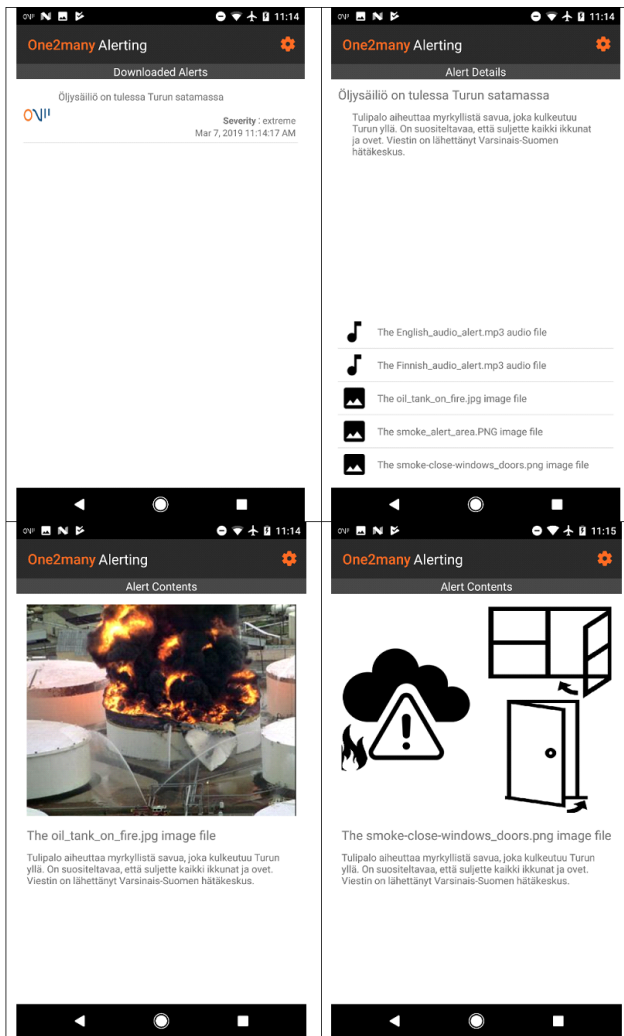 11:14
One2many Alerting
Downloaded Alerts
Öljysäiliö on tulessa Turun satamassa
Severity : extreme
Mar 7, 2019 11:14:17 AM
11:14
One2many Alerting
Alert Details
Öljysäiliö on tulessa Turun satamassa
Tulipalo aiheuttaa myrkyllistä savua, joka kulkeutuu
Turun yllä. On suositeltavaa, että suljette kaikki ikkunat
ja ovet. Viestin on lähettänyt Varsinais-Suomen
hätäkeskus.
The English_audio_alert.mp3 audio file
The Finnish_audio_alert.mp3 audio file
The oil_tank_on_fire.jpg image file
The smoke_alert_area.PNG image file
The smoke-close-windows_doors.png image file
11:14
One2many Alerting
Alert Contents
The oil_tank_on_fire.jpg image file
Tulipalo aiheuttaa myrkyllistä savua, joka kulkeutuu Turun
yllä. On suositeltavaa, että suljette kaikki ikkunat ja ovet.
Viestin on lähettänyt Varsinais-Suomen hätäkeskus.
11:15
One2many Alerting
Alert Contents
The smoke-close-windows_doors.png image file
Tulipalo aiheuttaa myrkyllistä savua, joka kulkeutuu Turun
yllä. On suositeltavaa, että suljette kaikki ikkunat ja ovet.
Viestin on lähettänyt Varsinais-Suomen hätäkeskus.